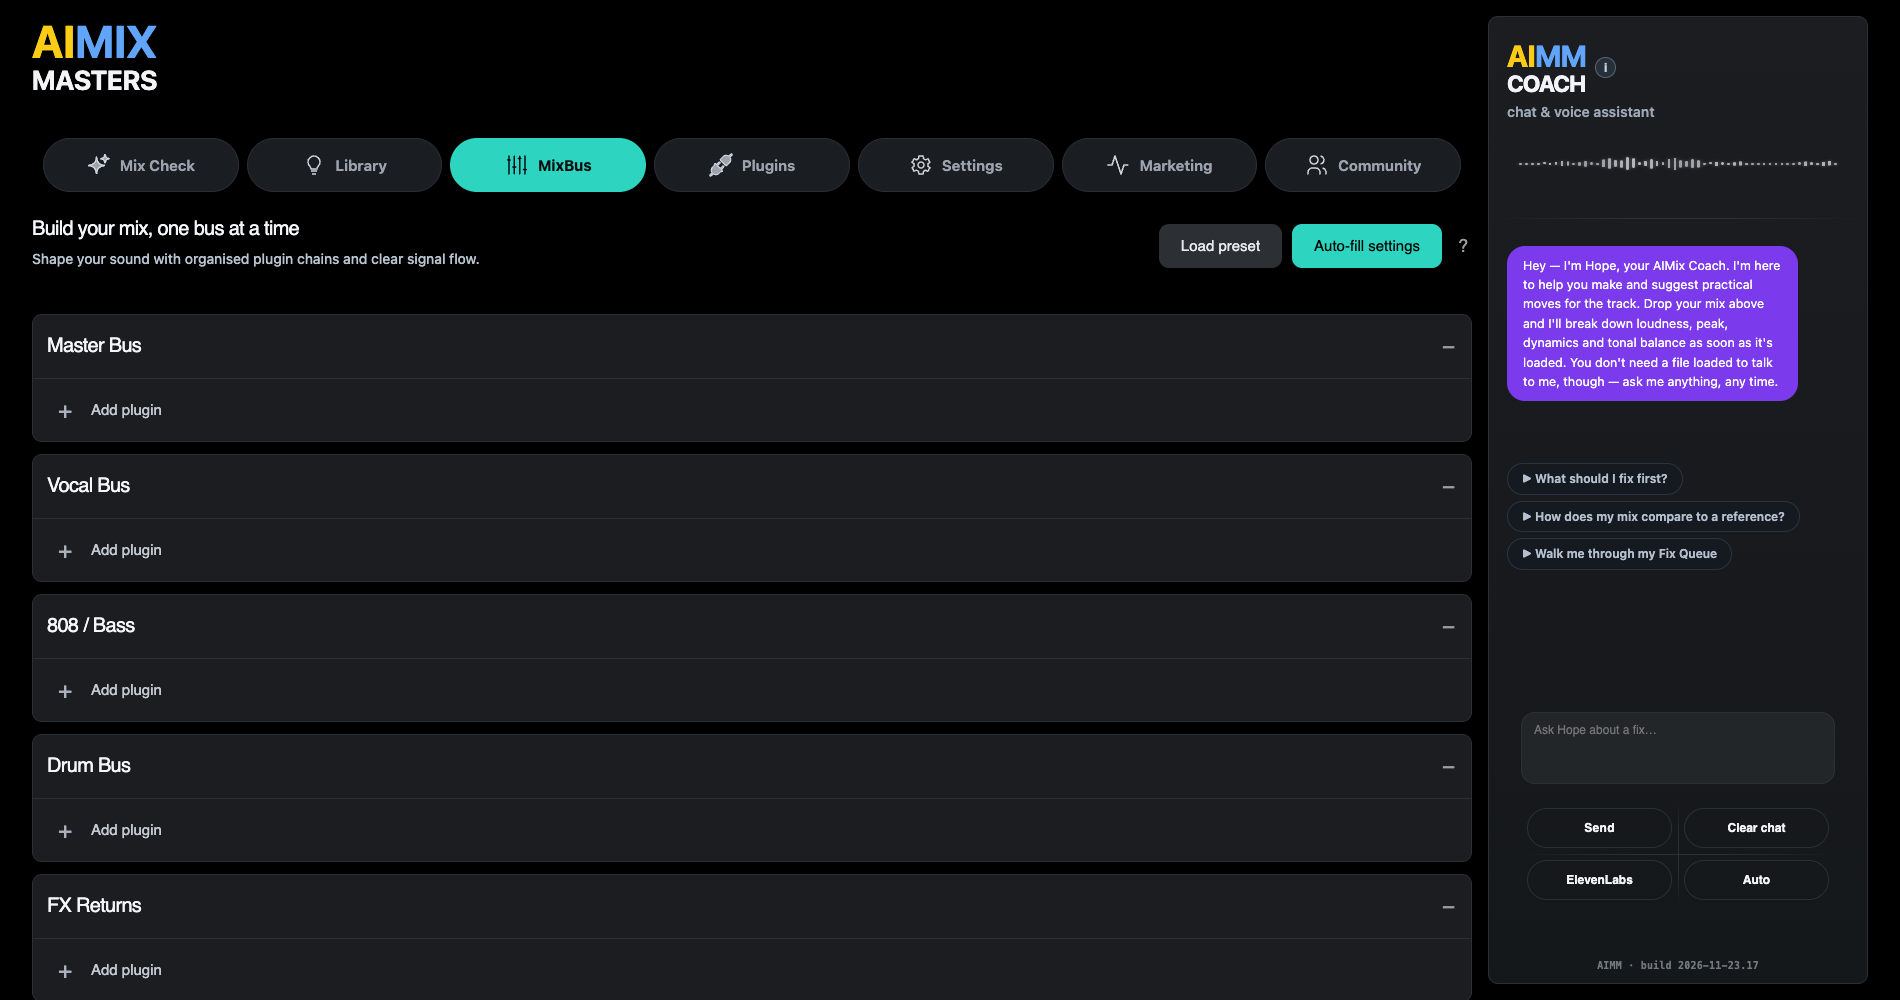 AIMIX
MASTERS
Mix Check
Library
MixBus
Plugins
Settings
Marketing
Community
Build your mix, one bus at a time
Shape your sound with organised plugin chains and clear signal flow.
Load preset
Auto-fill settings
?
Master Bus
Add plugin
Vocal Bus
Add plugin
808 / Bass
Add plugin
Drum Bus
Add plugin
FX Returns
Add plugin
AIMM
COACH
i
chat & voice assistant
Hey — I'm Hope, your AIMix Coach. I'm here
to help you make and suggest practical
moves for the track. Drop your mix above
and I'll break down loudness, peak,
dynamics and tonal balance as soon as it's
loaded. You don't need a file loaded to talk
to me, though — ask me anything, any time.
What should I fix first?
How does my mix compare to a reference?
Walk me through my Fix Queue
Ask Hope about a fix...
Send
Clear chat
ElevenLabs
Auto
AIMM · build 2026-11-23.17